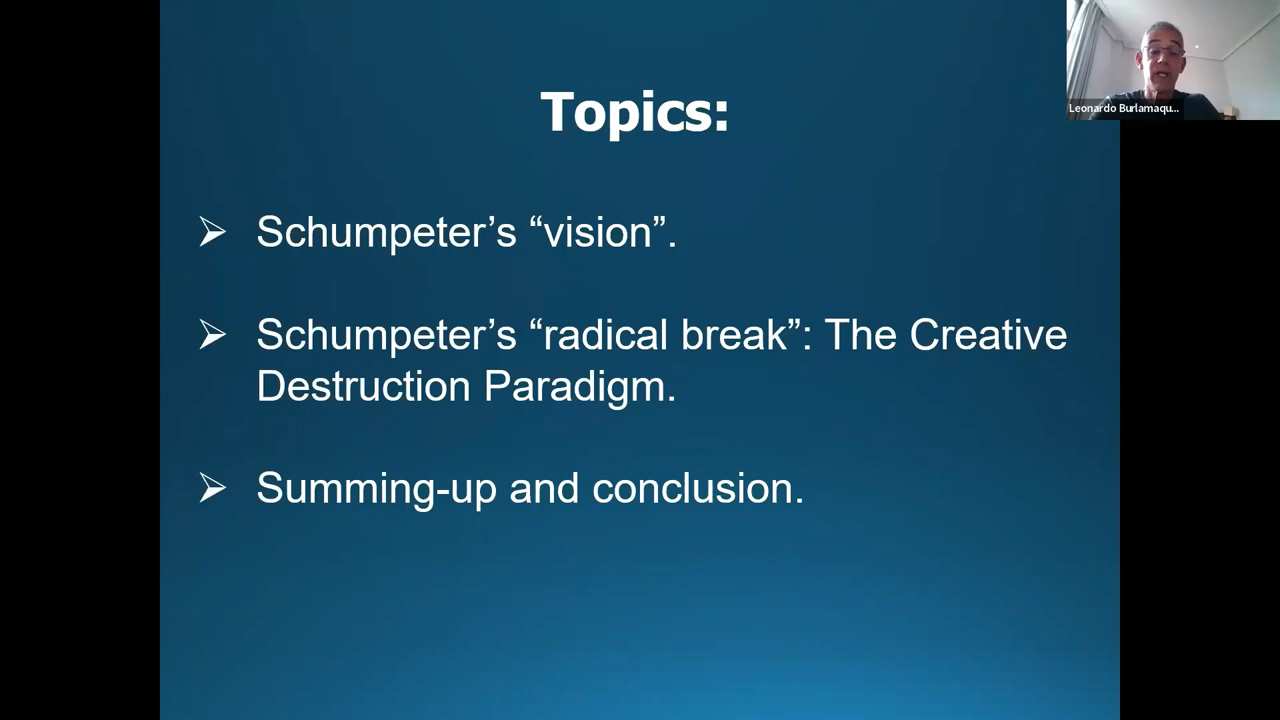 Topics:
Leonardo Burlamaqu...
➢ Schumpeter’s “vision”.
➢ Schumpeter’s “radical break”: The Creative
Destruction Paradigm.
➢ Summing-up and conclusion.